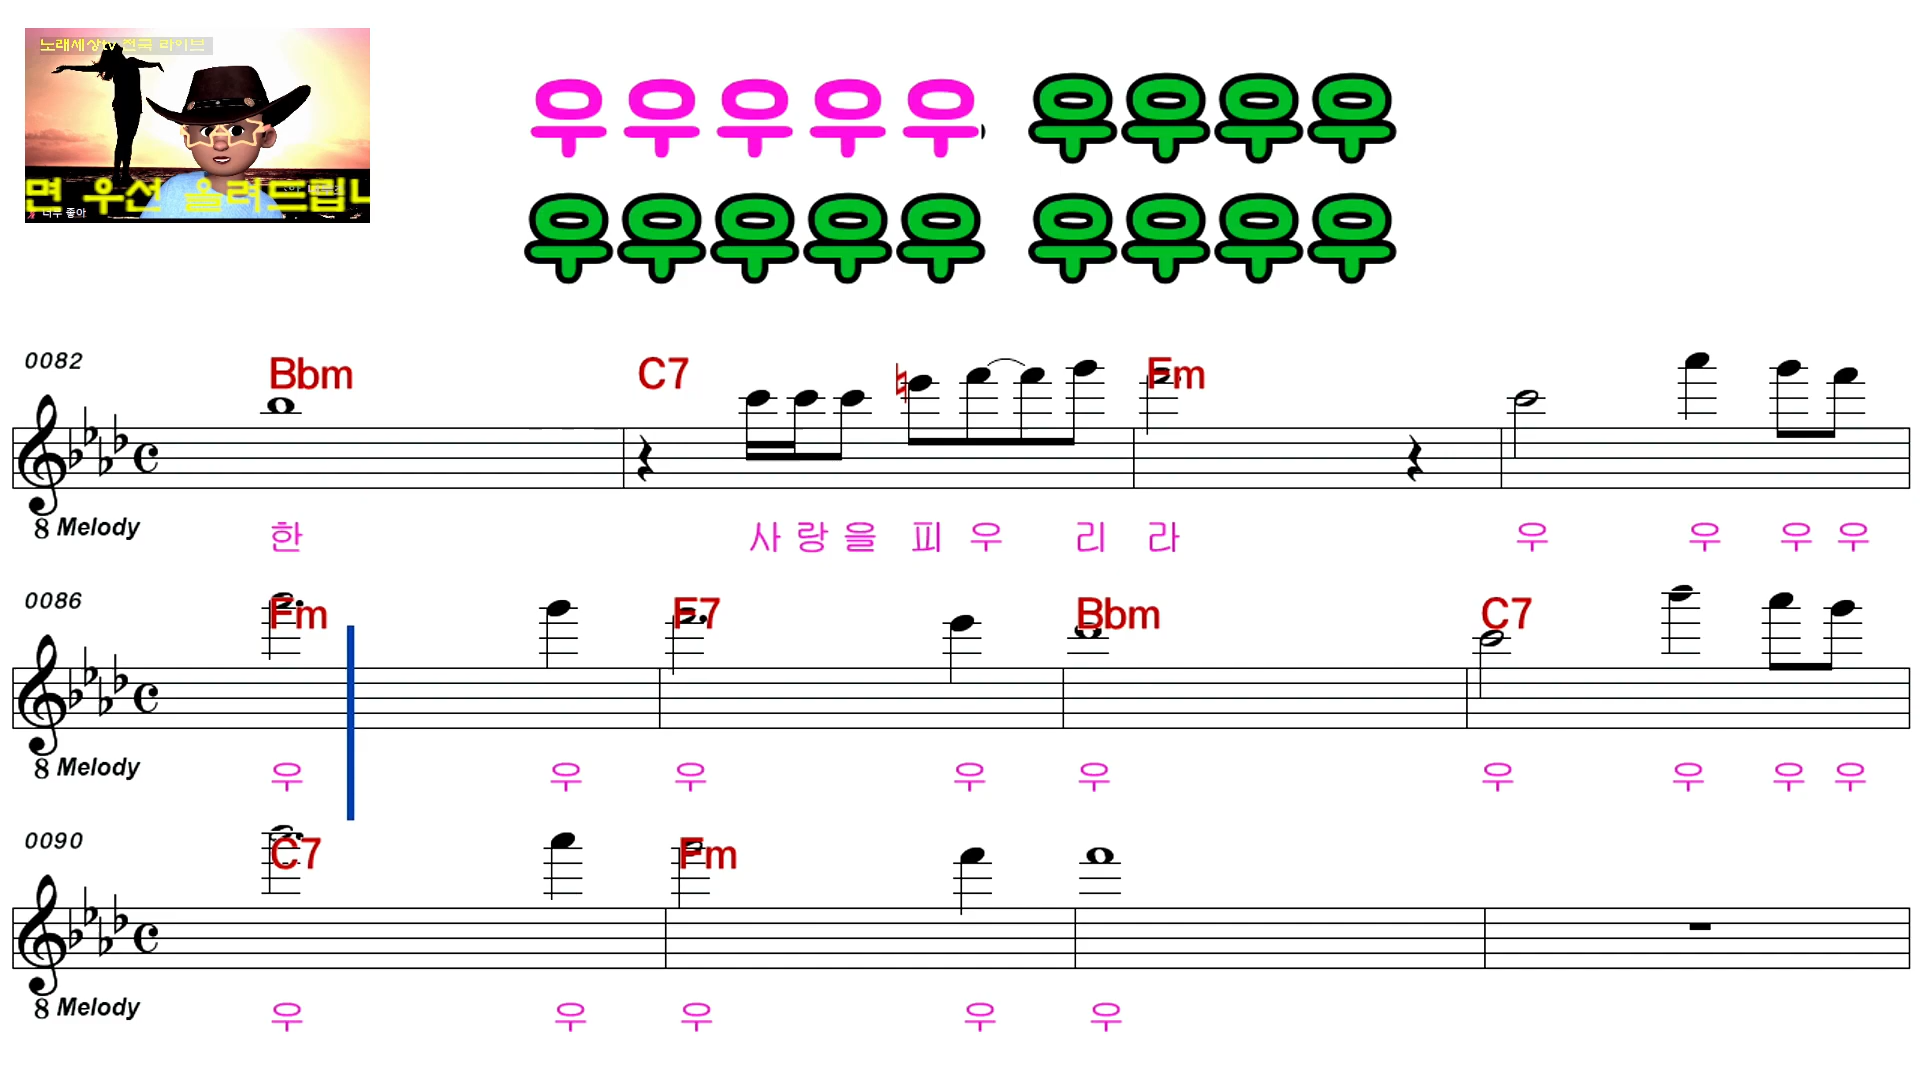 노래세상tv 전국 라이브
면 우선 올려드립니
너무 좋아
우우우우우 우우우우
우우우우우 우우우우
0082
Bbm C7 Fm
8 Melody
한 사랑을피우 리 라 우 우 우 우
0086
Fm F7 Bbm C7
8 Melody
우 우 우 우 우 우 우 우 우
0090
C7 Fm
8 Melody
우 우 우 우 우